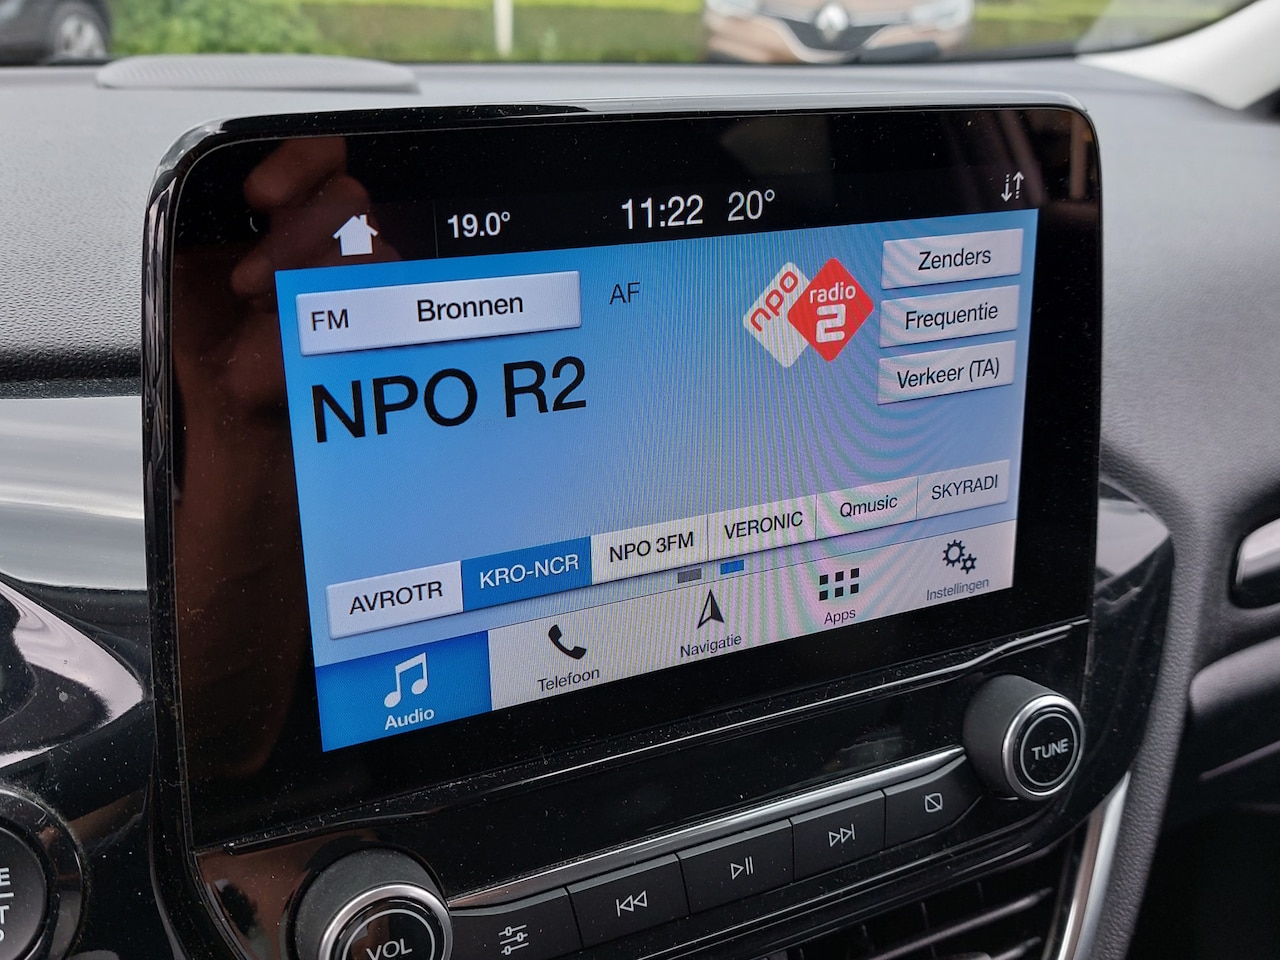 19.0°
11:22 20°
FM Bronnen
AF
npo radio 2
Zenders
Frequentie
Verkeer (TA)
NPO R2
AVROTR
KRO-NCR
NPO 3FM
VERONIC
Qmusic
SKYRADI
Audio
Telefoon
Navigatie
Apps
Instellingen
TUNE
VOL